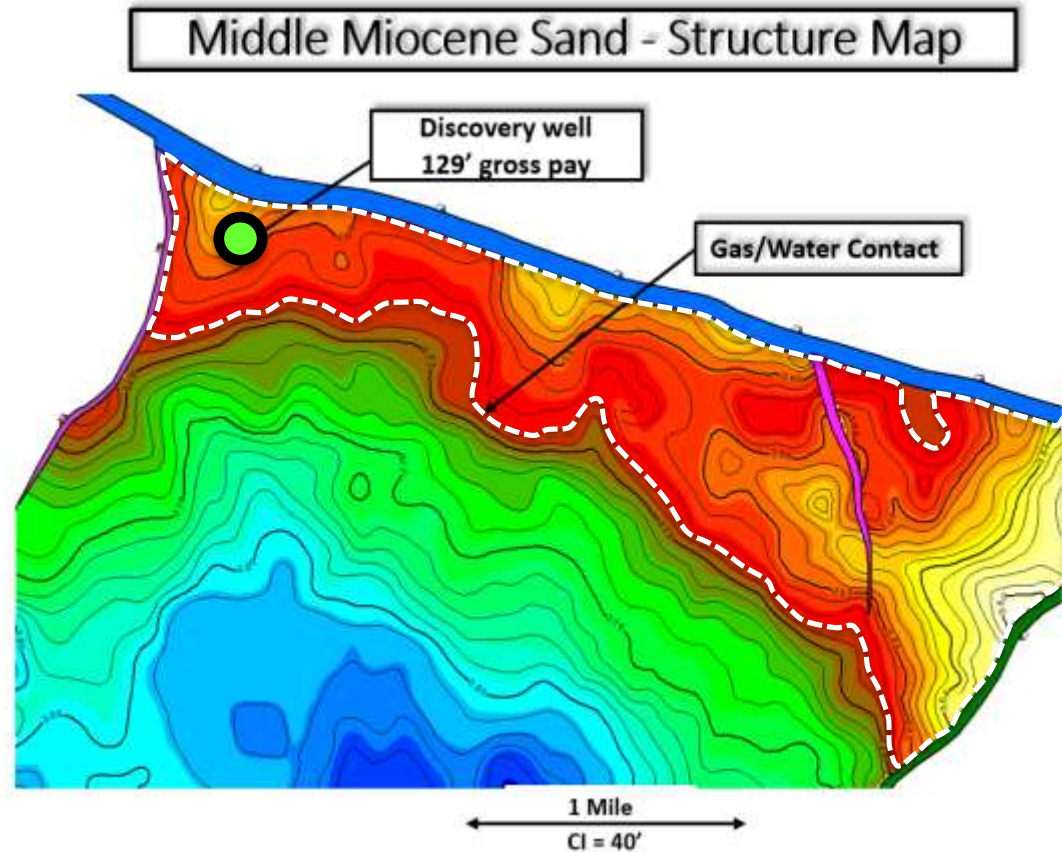 Middle Miocene Sand - Structure Map
Discovery well
129' gross pay
Gas/Water Contact
1 Mile
CI = 40'